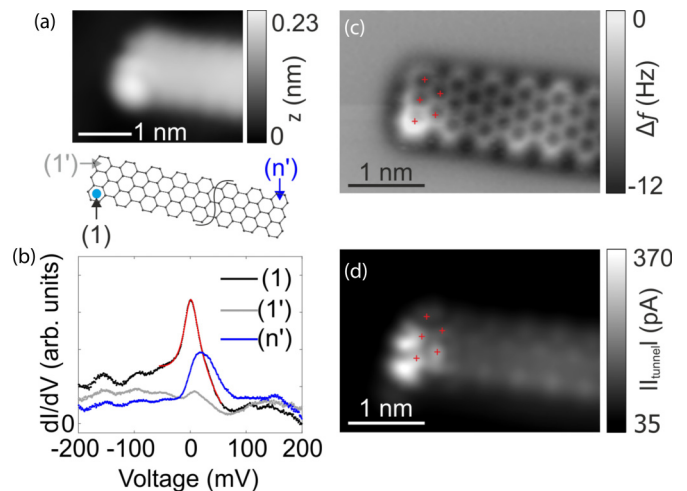 (a)
0.23
z (nm)
0
1 nm
(1')
(n')
(1)
(b)
dI/dV (arb. units)
0
(1)
(1')
(n')
-200 -100 0 100 200
Voltage (mV)
(c)
0
Δf (Hz)
-12
1 nm
(d)
370
|I_tunnel| (pA)
35
1 nm